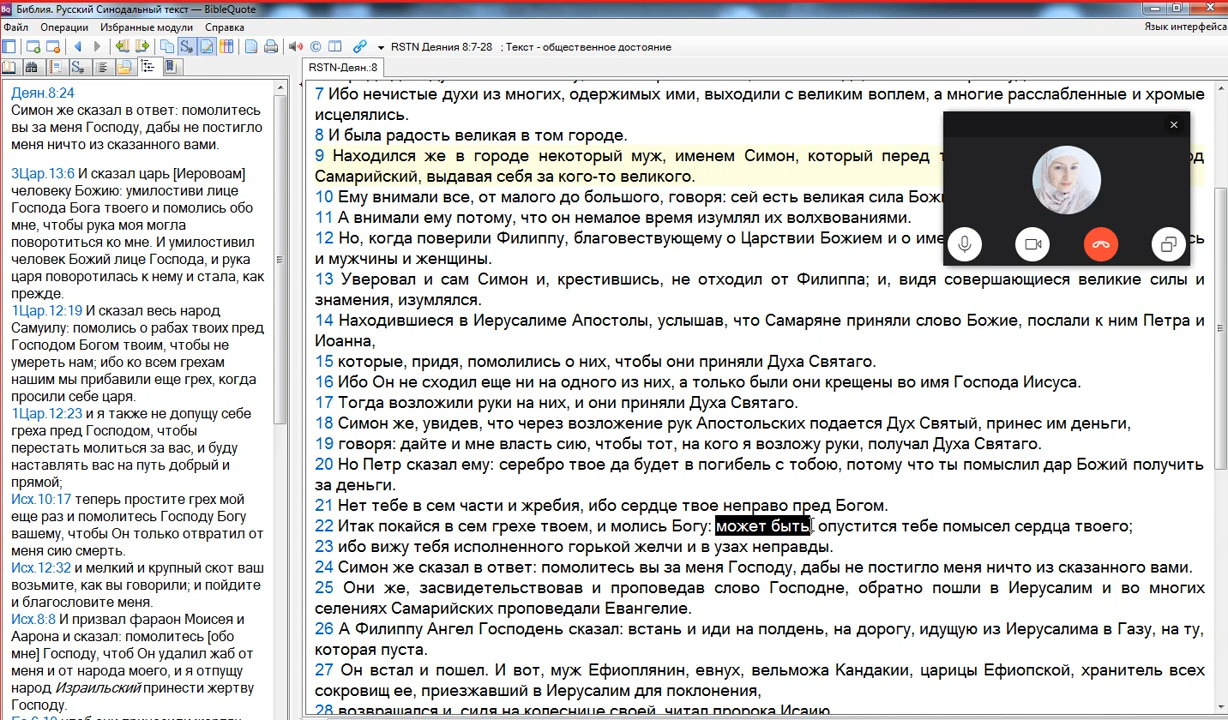 Библия. Русский Синодальный текст — BibleQuote
Файл Операции Избранные модули Справка
Язык интерфейса
RSTN Деяния 8:7-28 ; Текст - общественное достояние
RSTN-Деян.:8
Деян.8:24
Симон же сказал в ответ: помолитесь
вы за меня Господу, дабы не постигло
меня ничто из сказанного вами.
3Цар.13:6 И сказал царь [Иеровоам]
человеку Божию: умилостиви лице
Господа Бога твоего и помолись обо
мне, чтобы рука моя могла
поворотиться ко мне. И умилостивил
человек Божий лице Господа, и рука
царя поворотилась к нему и стала, как
прежде.
1Цар.12:19 И сказал весь народ
Самуилу: помолись о рабах твоих пред
Господом Богом твоим, чтобы не
умереть нам; ибо ко всем грехам
нашим мы прибавили еще грех, когда
просили себе царя.
1Цар.12:23 и я также не допущу себе
греха пред Господом, чтобы
перестать молиться за вас, и буду
наставлять вас на путь добрый и
прямой;
Исх.10:17 теперь простите грех мой
еще раз и помолитесь Господу Богу
вашему, чтобы Он только отвратил от
меня сию смерть.
Исх.12:32 и мелкий и крупный скот ваш
возьмите, как вы говорили; и пойдите
и благословите меня.
Исх.8:8 И призвал фараон Моисея и
Аарона и сказал: помолитесь [обо
мне] Господу, чтоб Он удалил жаб от
меня и от народа моего, и я отпущу
народ Израильский принести жертву
Господу.
7 Ибо нечистые духи из многих, одержимых ими, выходили с великим воплем, а многие расслабленные и хромые
исцелялись.
8 И была радость великая в том городе.
9 Находился же в городе некоторый муж, именем Симон, который перед
Самарийский, выдавая себя за кого-то великого.
10 Ему внимали все, от малого до большого, говоря: сей есть великая сила
11 А внимали ему потому, что он немалое время изумлял их волхвованиями.
12 Но, когда поверили Филиппу, благовествующему о Царствии Божием и о
и мужчины и женщины.
13 Уверовал и сам Симон и, крестившись, не отходил от Филиппа; и, видя совершающиеся великие силы и
знамения, изумлялся.
14 Находившиеся в Иерусалиме Апостолы, услышав, что Самаряне приняли слово Божие, послали к ним Петра и
Иоанна,
15 которые, придя, помолились о них, чтобы они приняли Духа Святаго.
16 Ибо Он не сходил еще ни на одного из них, а только были они крещены во имя Господа Иисуса.
17 Тогда возложили руки на них, и они приняли Духа Святаго.
18 Симон же, увидев, что через возложение рук Апостольских подается Дух Святый, принес им деньги,
19 говоря: дайте и мне власть сию, чтобы тот, на кого я возложу руки, получал Духа Святаго.
20 Но Петр сказал ему: серебро твое да будет в погибель с тобою, потому что ты помыслил дар Божий получить
за деньги.
21 Нет тебе в сем части и жребия, ибо сердце твое неправо пред Богом.
22 Итак покайся в сем грехе твоем, и молись Богу: может быть, опустится тебе помысел сердца твоего;
23 ибо вижу тебя исполненного горькой желчи и в узах неправды.
24 Симон же сказал в ответ: помолитесь вы за меня Господу, дабы не постигло меня ничто из сказанного вами.
25 Они же, засвидетельствовав и проповедав слово Господне, обратно пошли в Иерусалим и во многих
селениях Самарийских проповедали Евангелие.
26 А Филиппу Ангел Господень сказал: встань и иди на полдень, на дорогу, идущую из Иерусалима в Газу, на ту,
которая пуста.
27 Он встал и пошел. И вот, муж Ефиоплянин, евнух, вельможа Кандакии, царицы Ефиопской, хранитель всех
сокровищ ее, приезжавший в Иерусалим для поклонения,
28 возвращался и, сидя на колеснице своей, читал пророка Исаию.